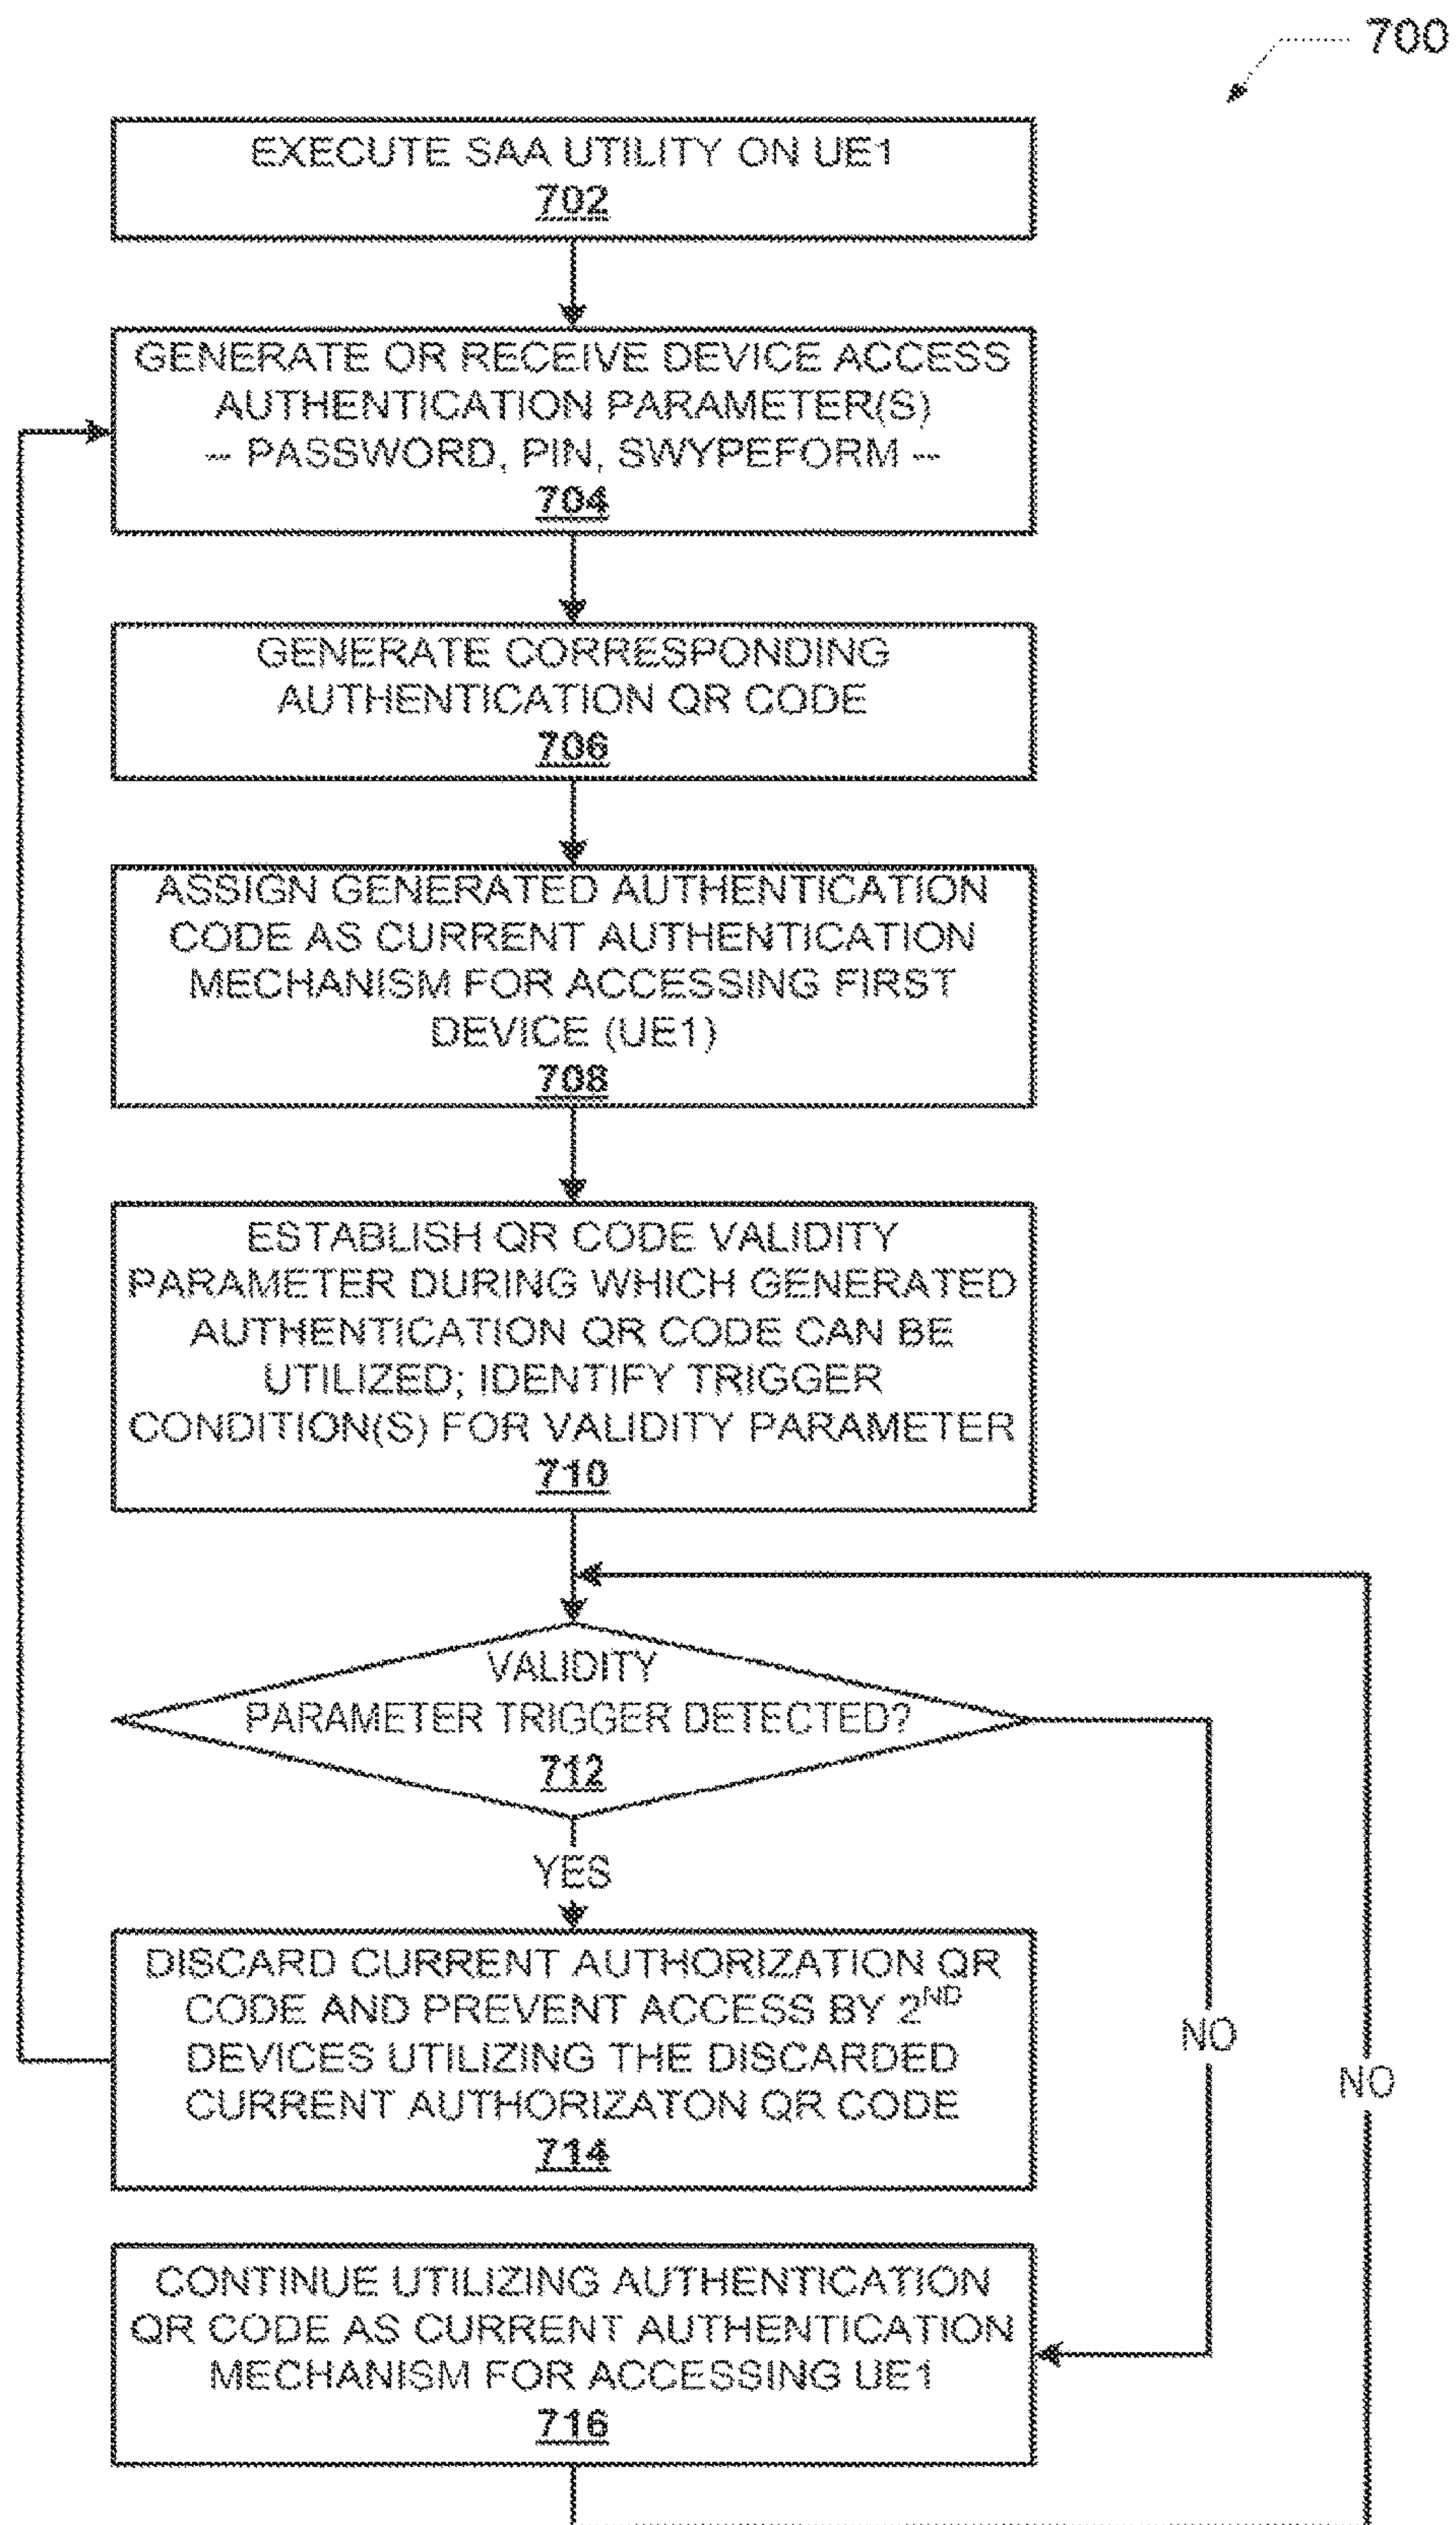 700
EXECUTE SAA UTILITY ON UE1
702
GENERATE OR RECEIVE DEVICE ACCESS
AUTHENTICATION PARAMETER(S)
-- PASSWORD, PIN, SWYPEFORM --
704
GENERATE CORRESPONDING
AUTHENTICATION QR CODE
706
ASSIGN GENERATED AUTHENTICATION
CODE AS CURRENT AUTHENTICATION
MECHANISM FOR ACCESSING FIRST
DEVICE (UE1)
708
ESTABLISH QR CODE VALIDITY
PARAMETER DURING WHICH GENERATED
AUTHENTICATION QR CODE CAN BE
UTILIZED; IDENTIFY TRIGGER
CONDITION(S) FOR VALIDITY PARAMETER
710
VALIDITY
PARAMETER TRIGGER DETECTED?
712
YES
DISCARD CURRENT AUTHORIZATION QR
CODE AND PREVENT ACCESS BY 2ND
DEVICES UTILIZING THE DISCARDED
CURRENT AUTHORIZATON QR CODE
714
NO
NO
CONTINUE UTILIZING AUTHENTICATION
QR CODE AS CURRENT AUTHENTICATION
MECHANISM FOR ACCESSING UE1
716